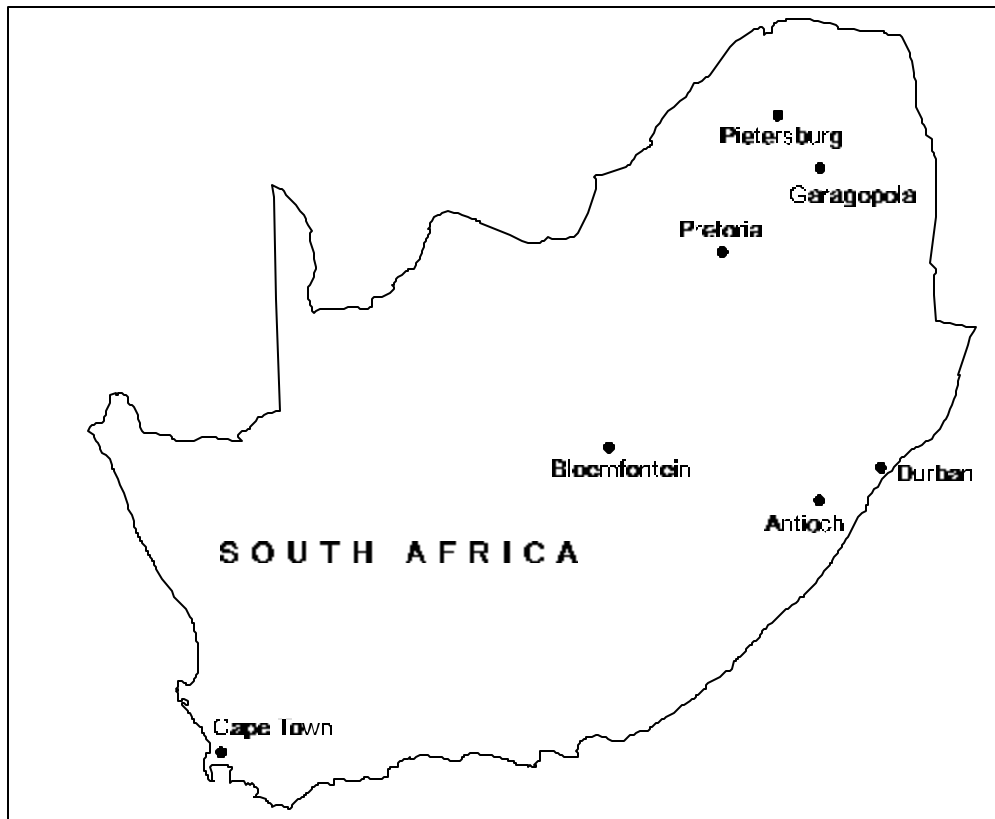 Pietersburg
Garagopola
Pretoria
Bloemfontein
Durban
Antioch
SOUTH AFRICA
Cape Town